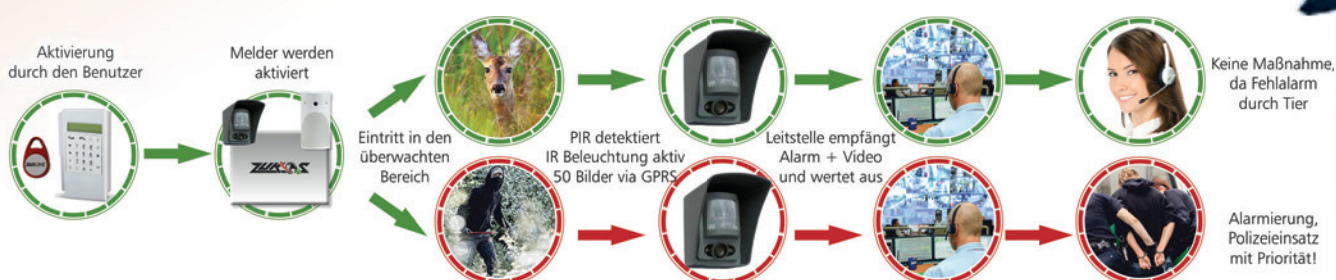 Aktivierung
durch den Benutzer
Melder werden
aktiviert
ZURKAS
Eintritt in den
überwachten
Bereich
PIR detektiert
IR Beleuchtung aktiv
50 Bilder via GPRS
Leitstelle empfängt
Alarm + Video
und wertet aus
Keine Maßnahme,
da Fehlalarm
durch Tier
Alarmierung,
Polizeieinsatz
mit Priorität!